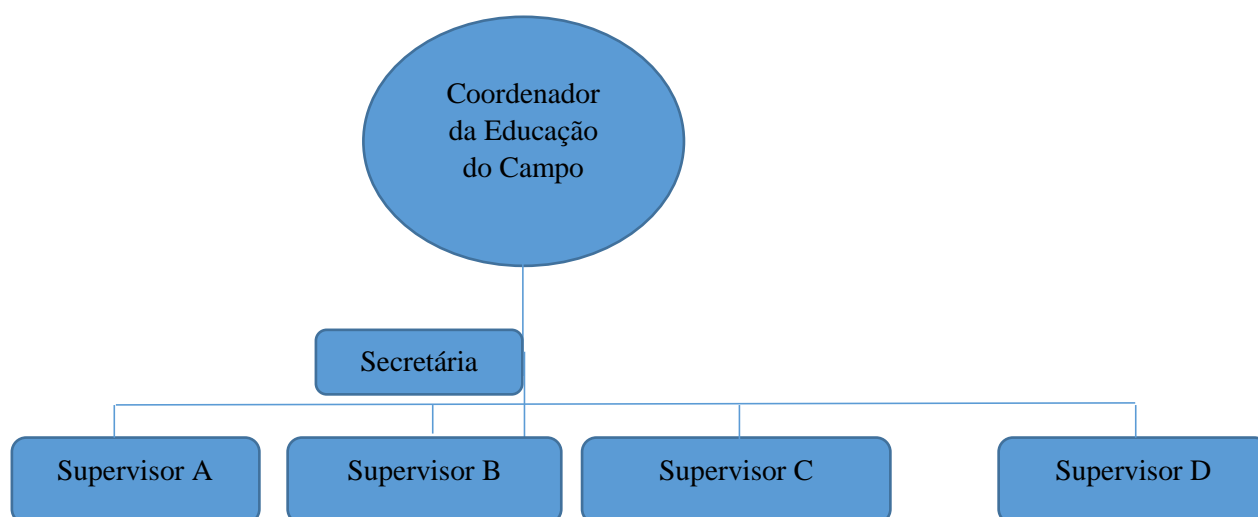 Coordenador
da Educação
do Campo
Secretária
Supervisor A
Supervisor B
Supervisor C
Supervisor D